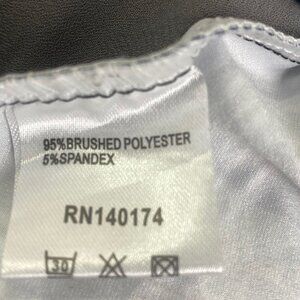 95%BRUSHED POLYESTER
5%SPANDEX
RN140174
30